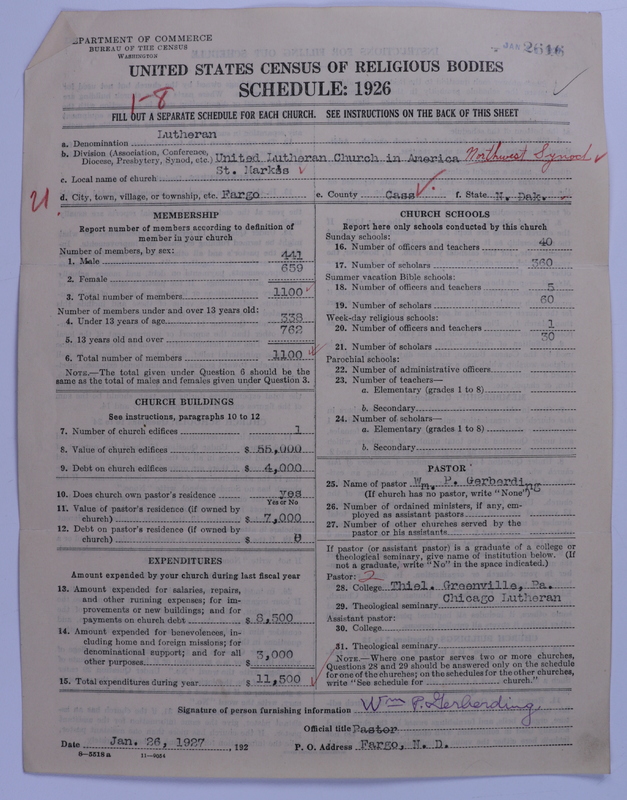 DEPARTMENT OF COMMERCE
BUREAU OF THE CENSUS
WASHINGTON
JAN 2616
UNITED STATES CENSUS OF RELIGIOUS BODIES
SCHEDULE: 1926
1-8
FILL OUT A SEPARATE SCHEDULE FOR EACH CHURCH. SEE INSTRUCTIONS ON THE BACK OF THIS SHEET
a. Denomination Lutheran
b. Division (Association, Conference, Diocese, Presbytery, Synod, etc.) United Lutheran Church in America Northwest Synod
c. Local name of church St. Marks
d. City, town, village, or township, etc. Fargo e. County Cass f. State N. Dak.
MEMBERSHIP
Report number of members according to definition of
member in your church
Number of members, by sex:
1. Male 441
2. Female 659
3. Total number of members 1100
Number of members under and over 13 years old:
4. Under 13 years of age 338
5. 13 years old and over 762
6. Total number of members 1100
NOTE.—The total given under Question 6 should be the
same as the total of males and females given under Question 3.
CHURCH BUILDINGS
See instructions, paragraphs 10 to 12
7. Number of church edifices 1
8. Value of church edifices $ 55,000
9. Debt on church edifices $ 4,000
10. Does church own pastor's residence yes
Yes or No
11. Value of pastor's residence (if owned by
church) $ 7,000
12. Debt on pastor's residence (if owned by
church) $ 0
EXPENDITURES
Amount expended by your church during last fiscal year
13. Amount expended for salaries, repairs,
and other running expenses; for im-
provements or new buildings; and for
payments on church debt $ 8,500
14. Amount expended for benevolences, in-
cluding home and foreign missions; for
denominational support; and for all
other purposes $ 3,000
15. Total expenditures during year $ 11,500
CHURCH SCHOOLS
Report here only schools conducted by this church
Sunday schools:
16. Number of officers and teachers 40
17. Number of scholars 360
Summer vacation Bible schools:
18. Number of officers and teachers 5
19. Number of scholars 60
Week-day religious schools:
20. Number of officers and teachers 1
21. Number of scholars 30
Parochial schools:
22. Number of administrative officers
23. Number of teachers—
a. Elementary (grades 1 to 8)
b. Secondary
24. Number of scholars—
a. Elementary (grades 1 to 8)
b. Secondary
PASTOR
25. Name of pastor Wm. P. Gerberding
(If church has no pastor, write "None")
26. Number of ordained ministers, if any, em-
ployed as assistant pastors
27. Number of other churches served by the
pastor or his assistants
If pastor (or assistant pastor) is a graduate of a college or
theological seminary, give name of institution below. (If
not a graduate, write "No" in the space indicated.)
Pastor: 2
28. College Thiel. Greenville, Pa.
29. Theological seminary Chicago Lutheran
Assistant pastor:
30. College
31. Theological seminary
NOTE.—Where one pastor serves two or more churches,
Questions 28 and 29 should be answered only on the schedule
for one of the churches; on the schedules for the other churches,
write "See schedule for church."
Signature of person furnishing information Wm P. Gerberding
Official title Pastor
Date Jan. 26, 1927 , 192 P. O. Address Fargo, N. D.
8—5518 a 11—9034